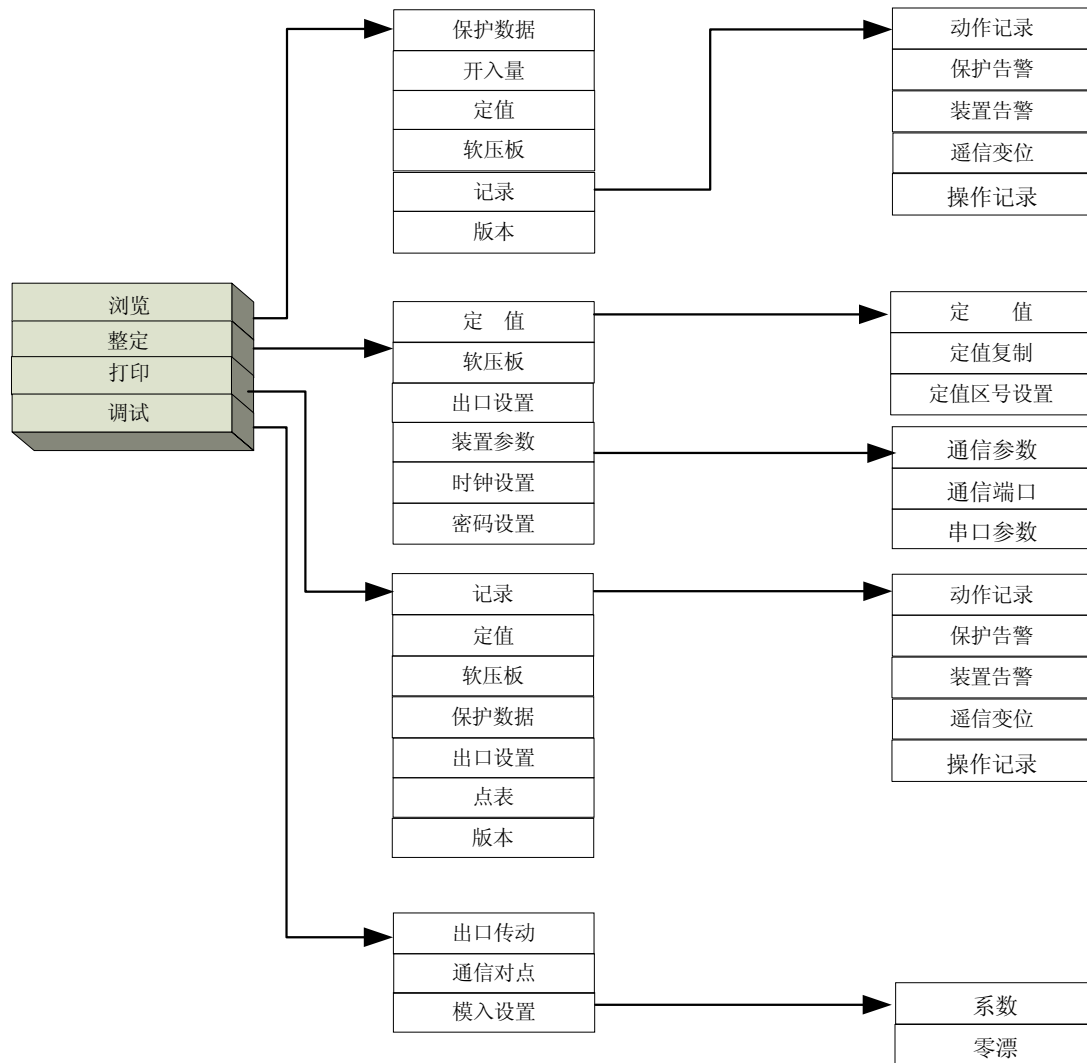 浏览
整定
打印
调试
保护数据
开入量
定值
软压板
记录
版本
动作记录
保护告警
装置告警
遥信变位
操作记录
定 值
软压板
出口设置
装置参数
时钟设置
密码设置
定 值
定值复制
定值区号设置
通信参数
通信端口
串口参数
记录
定值
软压板
保护数据
出口设置
点表
版本
动作记录
保护告警
装置告警
遥信变位
操作记录
出口传动
通信对点
模入设置
系数
零漂